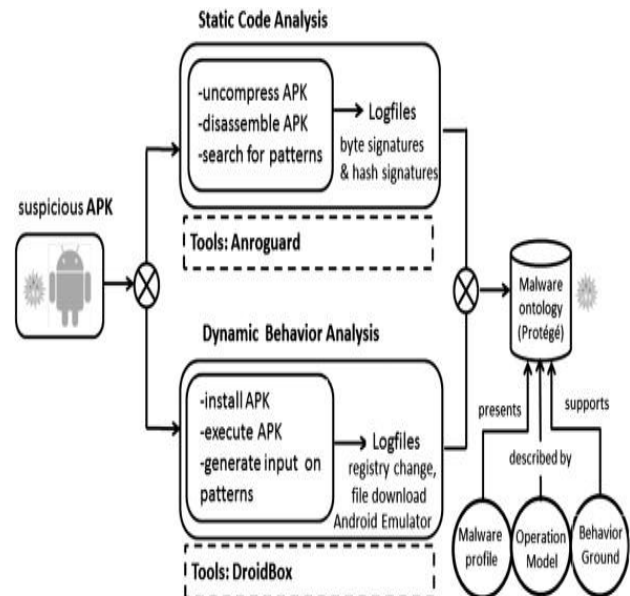 Static Code Analysis
-uncompress APK
-disassemble APK
-search for patterns
Logfiles
byte signatures
& hash signatures
Tools: Anroguard
suspicious APK
Dynamic Behavior Analysis
-install APK
-execute APK
-generate input on
patterns
Logfiles
registry change,
file download
Android Emulator
Tools: DroidBox
Malware
ontology
(Protégé)
presents
supports
described by
Malware
profile
Operation
Model
Behavior
Ground